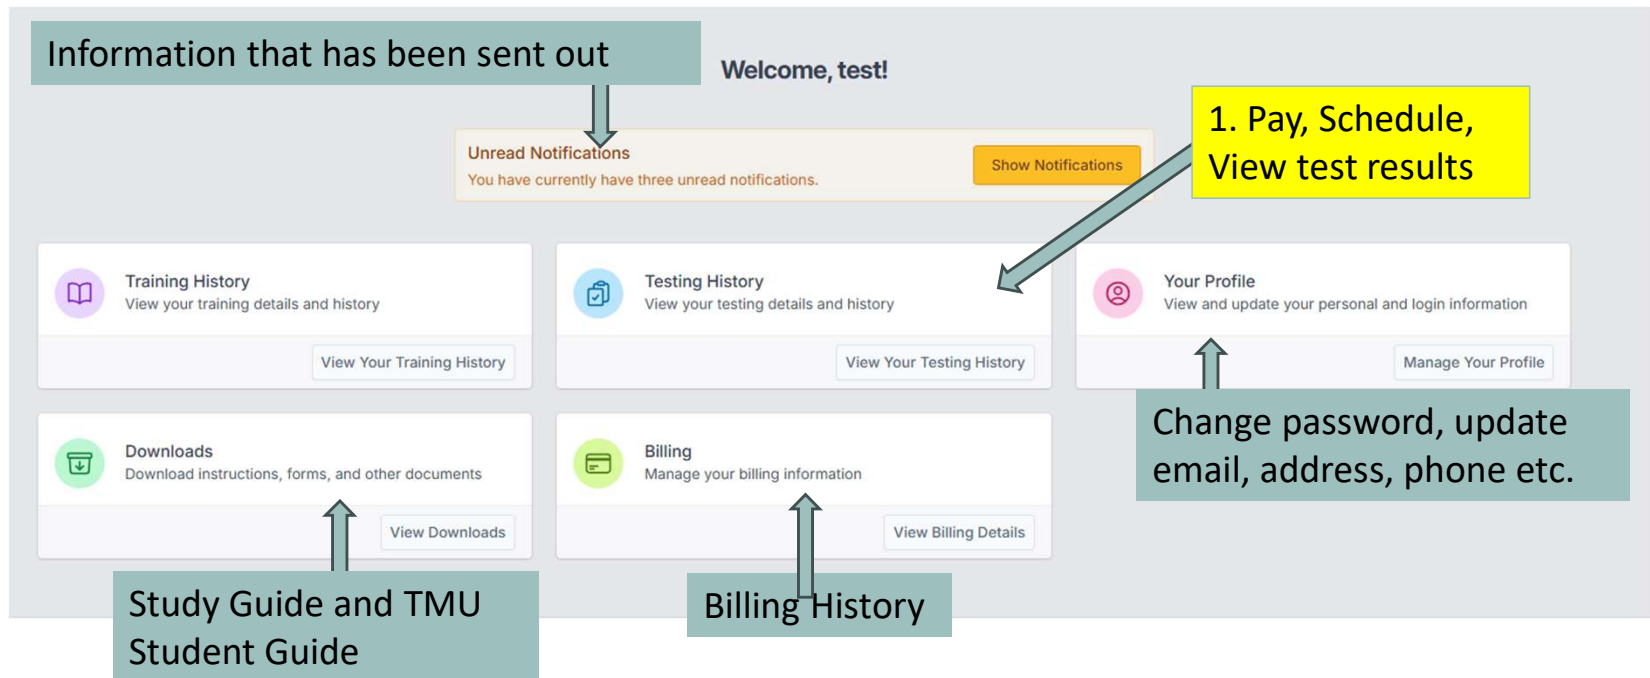 Information that has been sent out
Welcome, test!
1. Pay, Schedule,
View test results
Unread Notifications
You have currently have three unread notifications.
Show Notifications
Training History
View your training details and history
View Your Training History
Testing History
View your testing details and history
View Your Testing History
Your Profile
View and update your personal and login information
Manage Your Profile
Change password, update
email, address, phone etc.
Downloads
Download instructions, forms, and other documents
View Downloads
Billing
Manage your billing information
View Billing Details
Study Guide and TMU
Student Guide
Billing History